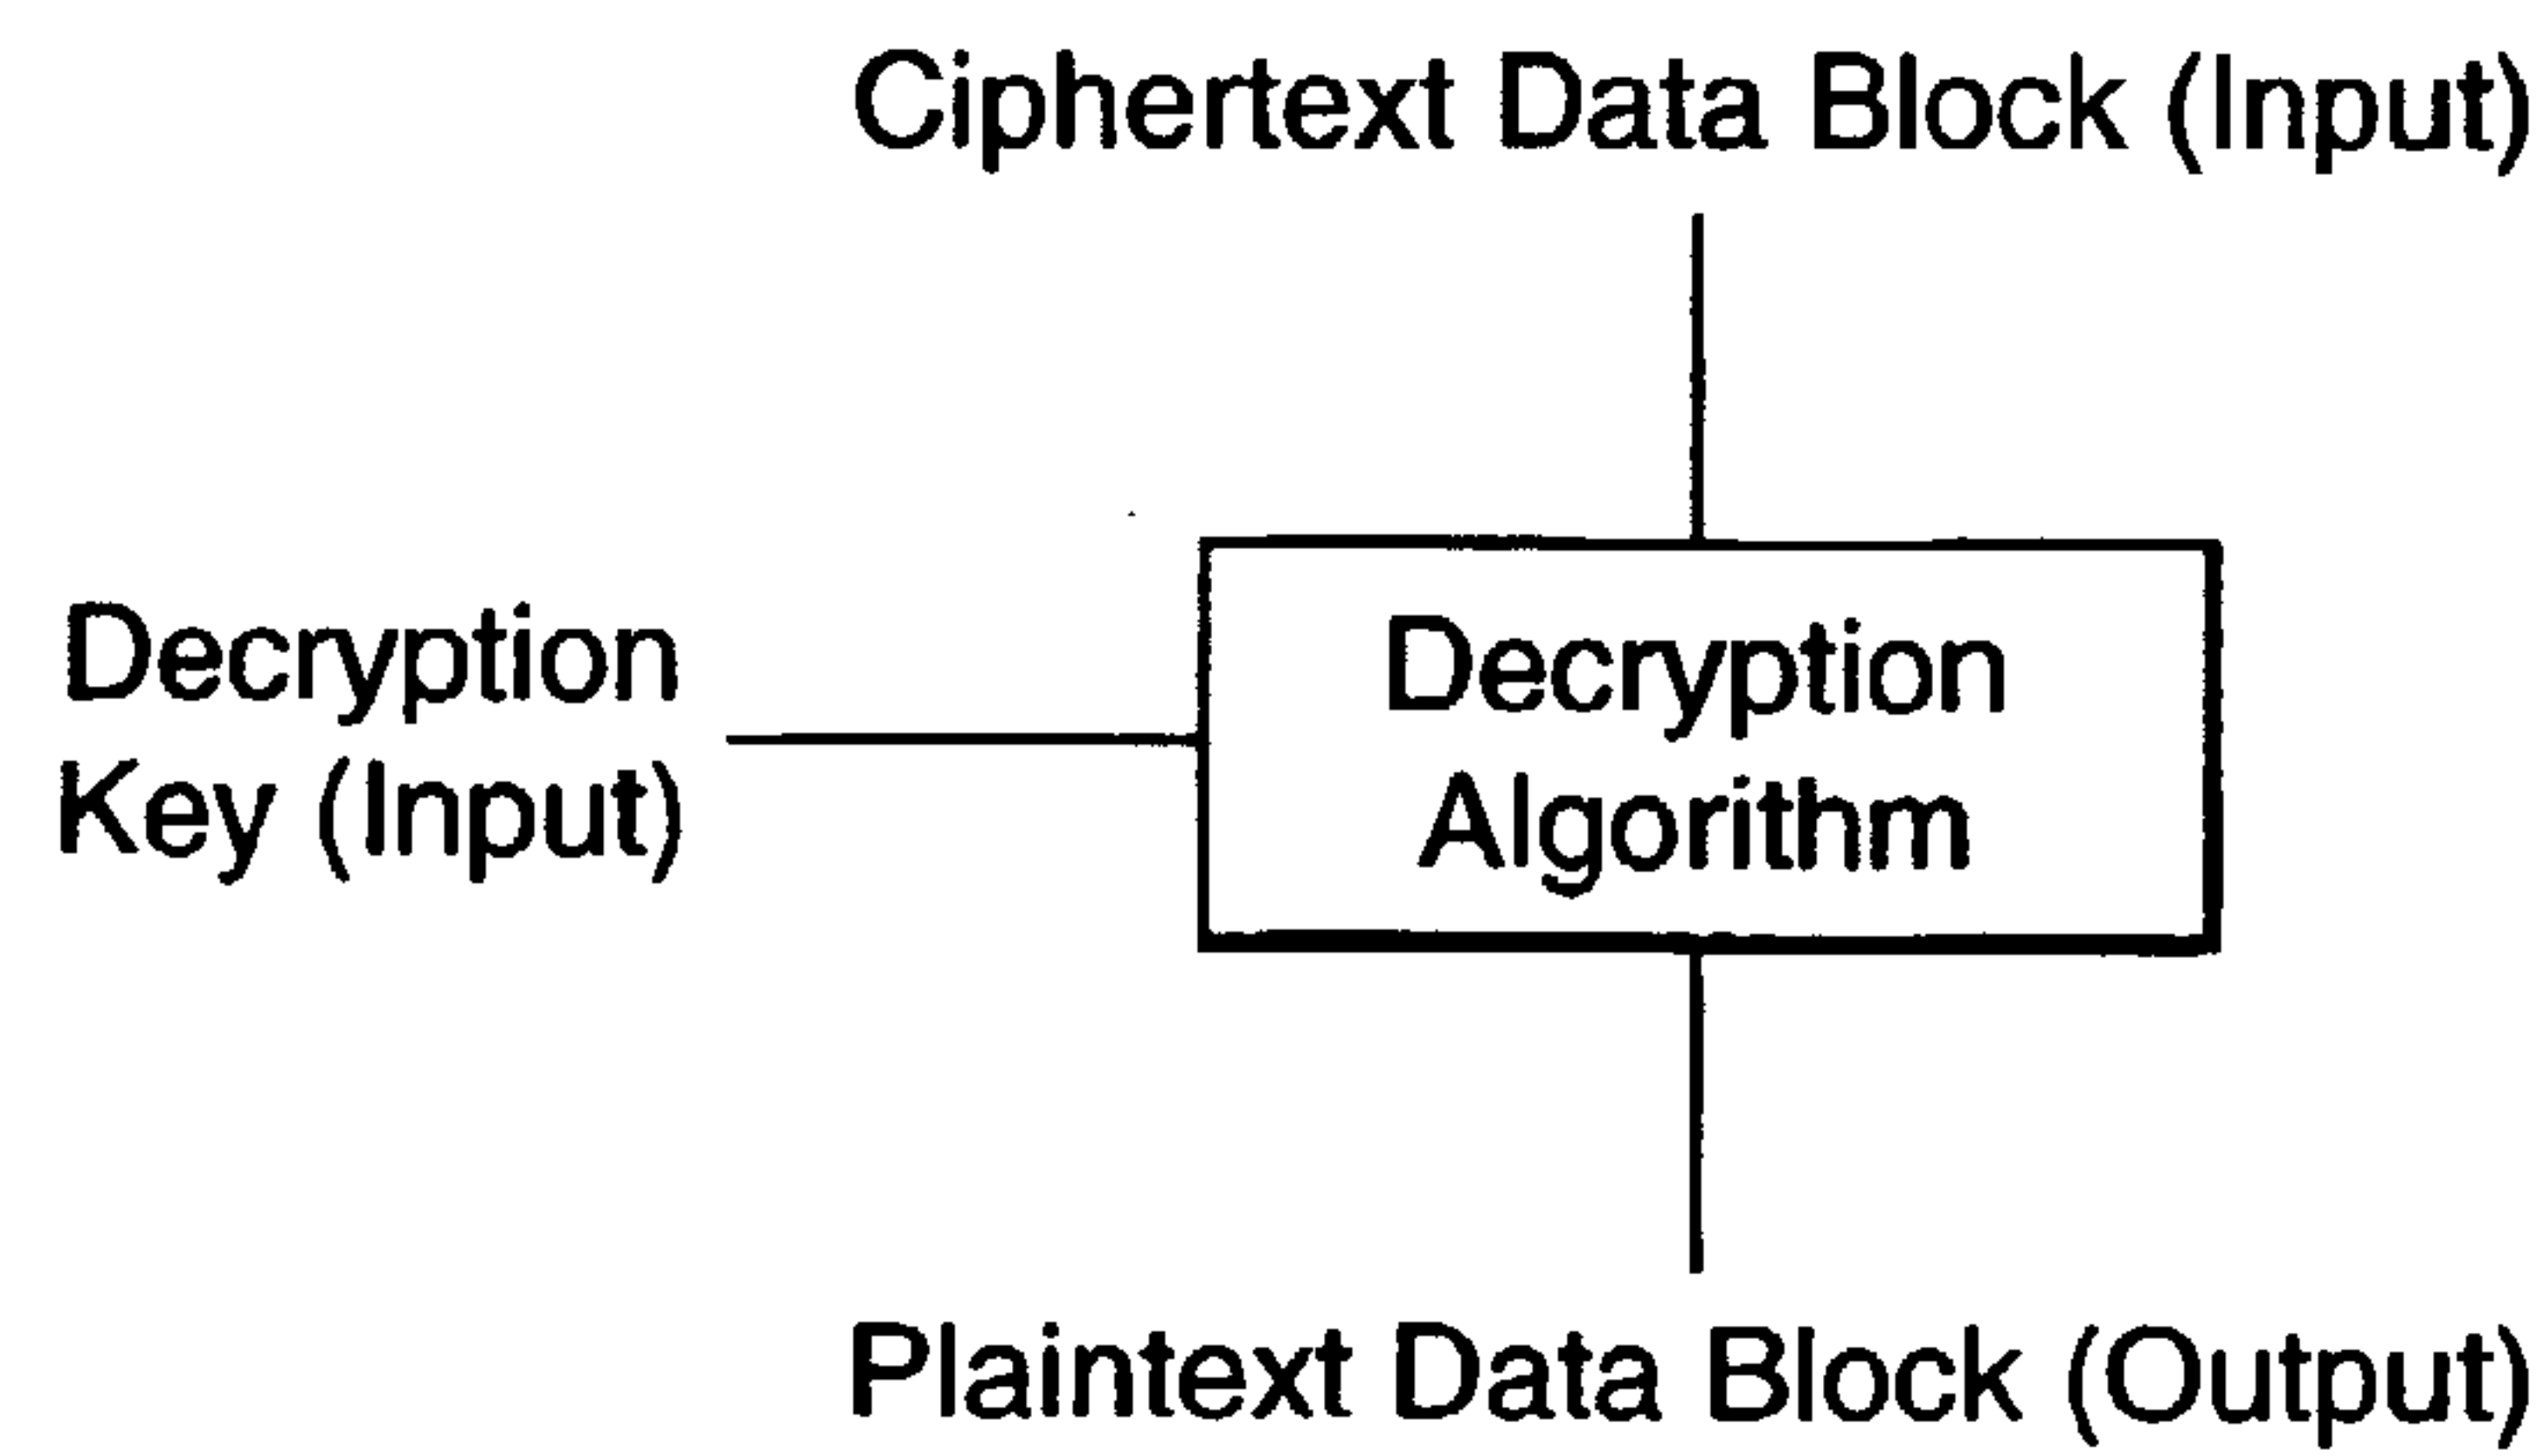 Ciphertext Data Block (Input)
Decryption
Key (Input)
Decryption
Algorithm
Plaintext Data Block (Output)